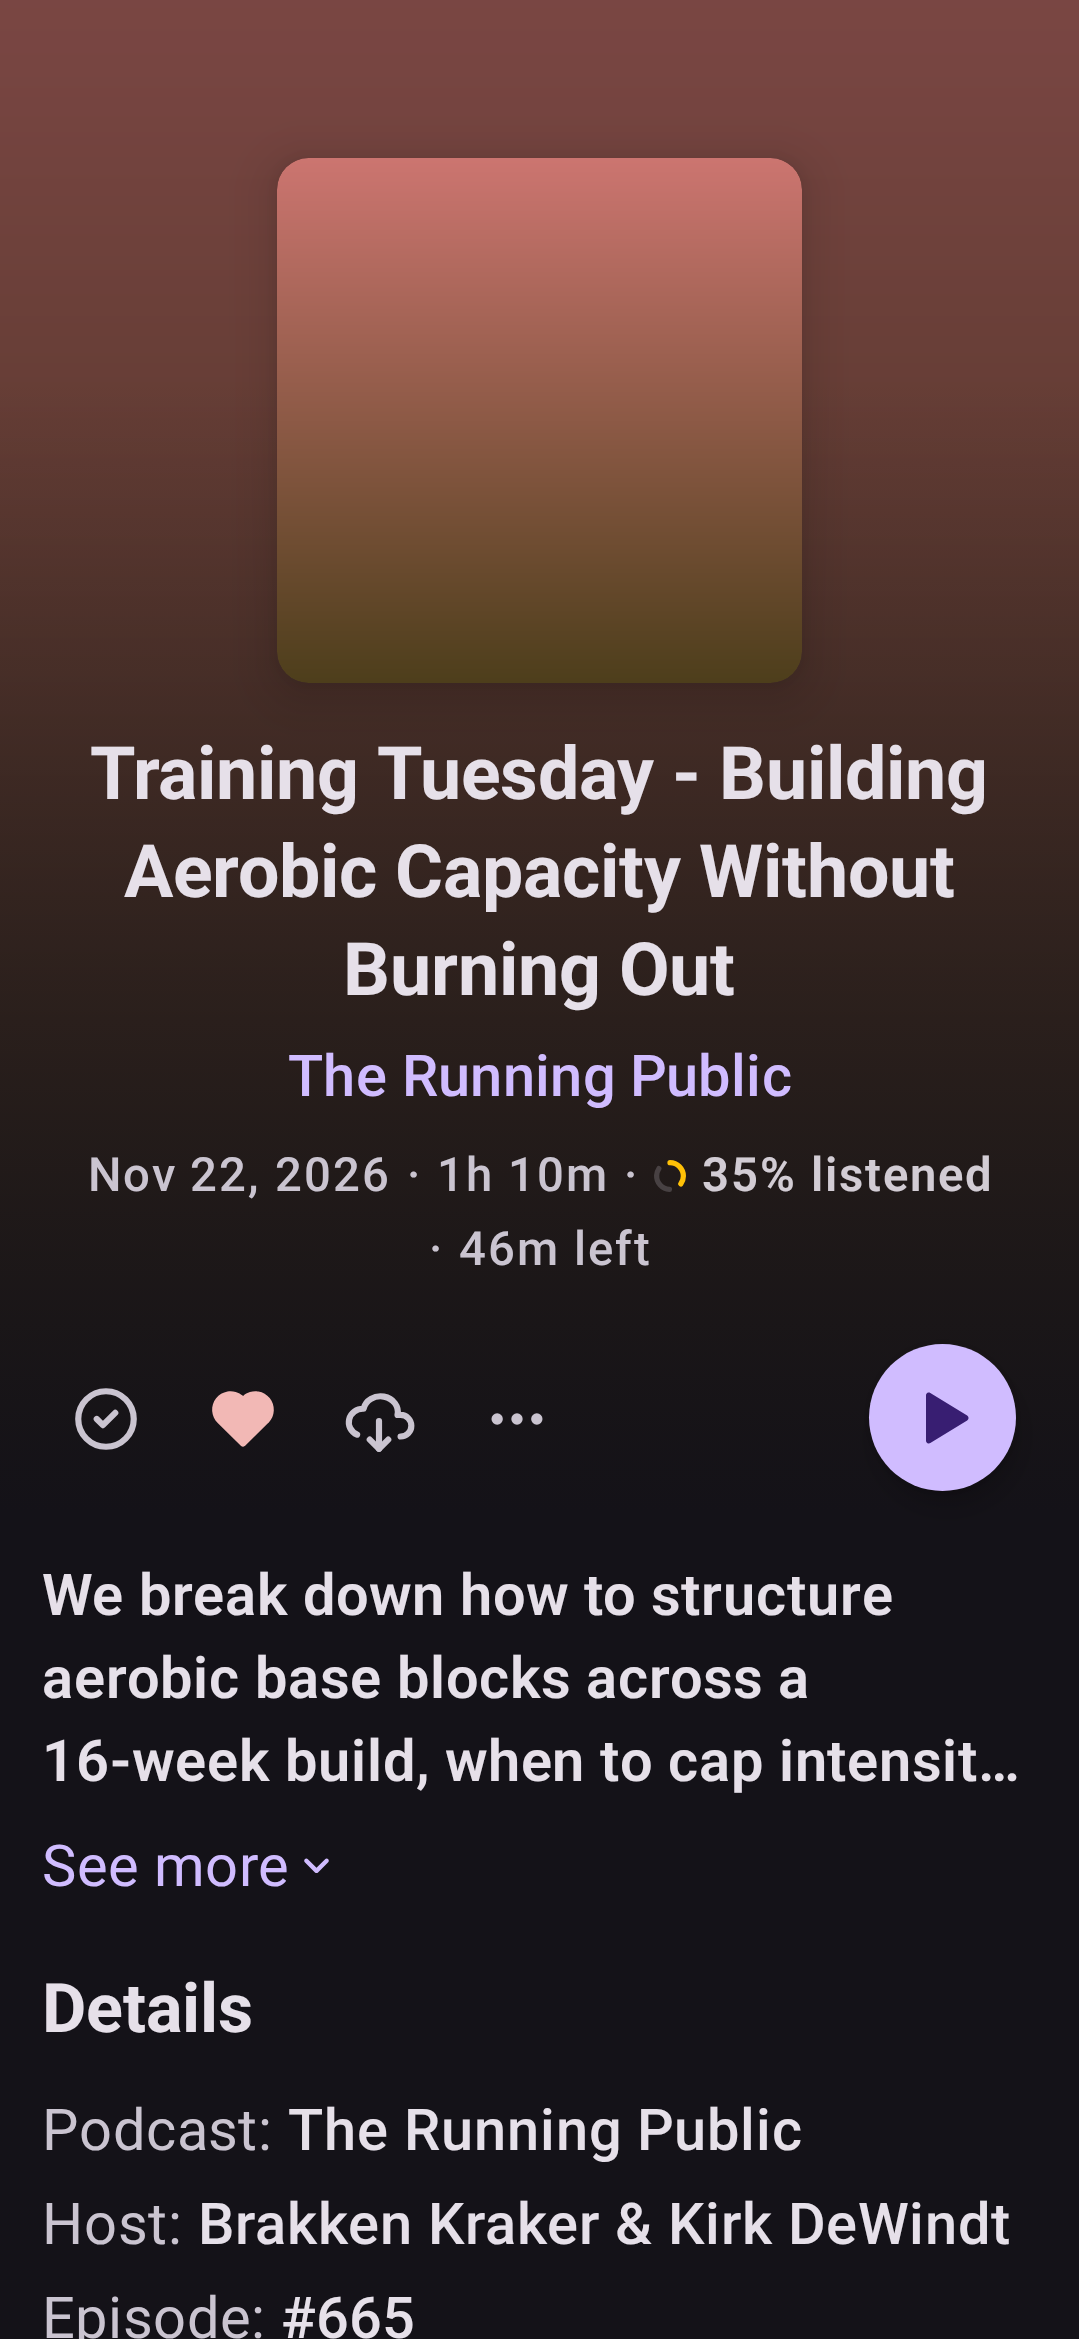 Training Tuesday - Building
Aerobic Capacity Without
Burning Out
The Running Public
Nov 22, 2026 · 1h 10m · 35% listened
· 46m left
We break down how to structure
aerobic base blocks across a
16-week build, when to cap intensit…
See more
Details
Podcast: The Running Public
Host: Brakken Kraker & Kirk DeWindt
Episode: #665